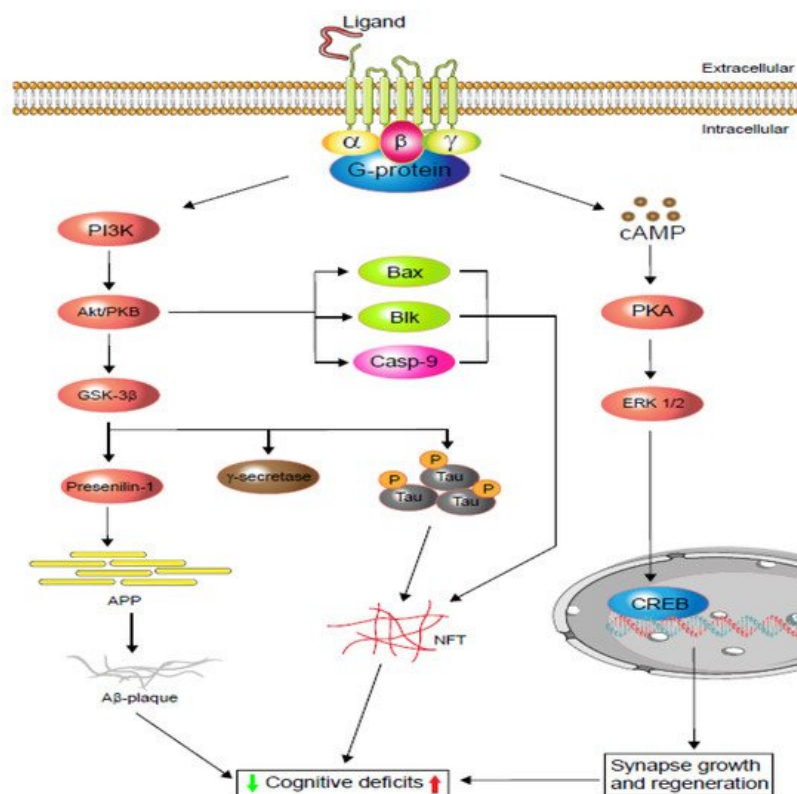 Ligand
Extracellular
Intracellular
α β γ
G-protein
PI3K
cAMP
Bax
Akt/PKB
Blk
PKA
Casp-9
GSK-3β
ERK 1/2
Presenilin-1
γ-secretase
P
P
P
Tau
Tau
Tau
APP
CREB
NFT
Aβ-plaque
Cognitive deficits
Synapse growth
and regeneration